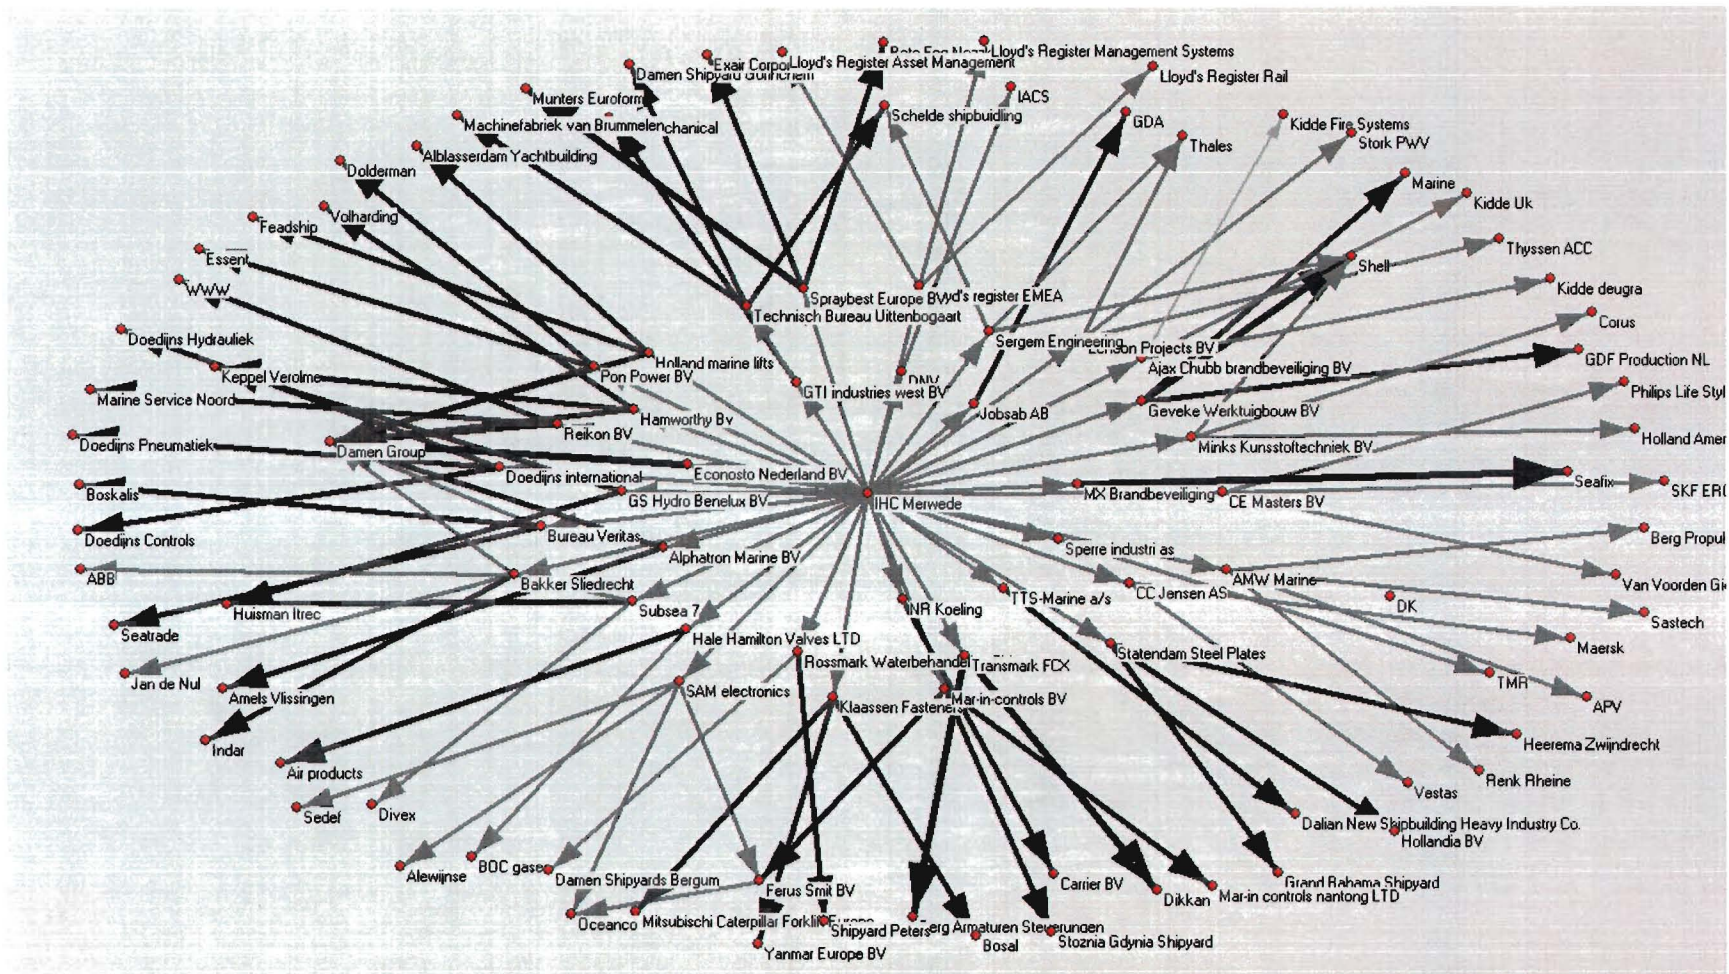 Lloyd's Register Management Systems
Exair
Lloyd's Register Asset Management
Damen Shipyard Gorinchem
Lloyd's Register Rail
Munters Euroform
IACS
Schelde shipbuidling
GDA
Kidde Fire Systems
Machinefabriek van Brummelen
Stork PWV
Thales
Alblasserdam Yachtbuilding
Dolderman
Marine
Kidde Uk
Volharding
Feadship
Thyssen ACC
Essent
Shell
WWW
Kidde deugra
Spraybest Europe BV
register EMEA
Technisch Bureau Uittenbogaart
Corus
Doedijns Hydrauliek
Sergem Engineering
Projects BV
GDF Production NL
Holland marine lifts
Ajax Chubb brandbeveiliging BV
Keppel Verolme
Pon Power BV
DNV
GTI industries west BV
Philips Life Styl
Marine Service Noord
Hamworthy Bv
Jobsab AB
Geveke Werktuigbouw BV
Reikon BV
Holland Amer
Doedijns Pneumatiek
Damen Group
Minks Kunsstoftechniek BV
Doedijns international
Econosto Nederland BV
Seafix
Boskalis
GS Hydro Benelux BV
IHC Merwede
MX Brandbeveiliging
CE Masters BV
SKF
Doedijns Controls
Bureau Veritas
Alphatron Marine BV
Sperre industri as
Berg Propul
ABB
Bakker Sliedrecht
AMW Marine
Van Voorden
Huisman Itrec
Subsea 7
INR Koeling
TTS-Marine a/s
CC Jensen AS
DK
Seatrade
Sastech
Hale Hamilton Valves LTD
Maersk
Rossmark Waterbehandel
Transmark FCX
Statendam Steel Plates
Jan de Nul
Amels Vlissingen
SAM electronics
Klaassen Fasteners
Mar-in-controls BV
TMR
APV
Indar
Heerema Zwijndrecht
Air products
Renk Rheine
Sedef
Divex
Vestas
Dalian New Shipbuilding Heavy Industry Co.
Hollandia BV
Alewijnse
BOC gases
Damen Shipyards Bergum
Ferus Smit BV
Carrier BV
Dikkan
Grand Bahama Shipyard
Mar-in controls nantong LTD
Oceanco
Mitsubischi Caterpillar Forklift Europe
Shipyard Peters
Armaturen Steuerungen
Yanmar Europe BV
Bosal
Stoznia Gdynia Shipyard